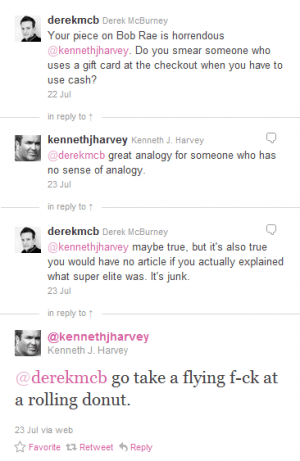 derekmcb Derek McBurney
Your piece on Bob Rae is horrendous
@kennethjharvey. Do you smear someone who
uses a gift card at the checkout when you have to
use cash?
22 Jul
in reply to ↑
kennethjharvey Kenneth J. Harvey
@derekmcb great analogy for someone who has
no sense of analogy.
23 Jul
in reply to ↑
derekmcb Derek McBurney
@kennethjharvey maybe true, but it's also true
you would have no article if you actually explained
what super elite was. It's junk.
23 Jul
in reply to ↑
@kennethjharvey
Kenneth J. Harvey
@derekmcb go take a flying f-ck at
a rolling donut.
23 Jul via web
Favorite Retweet Reply